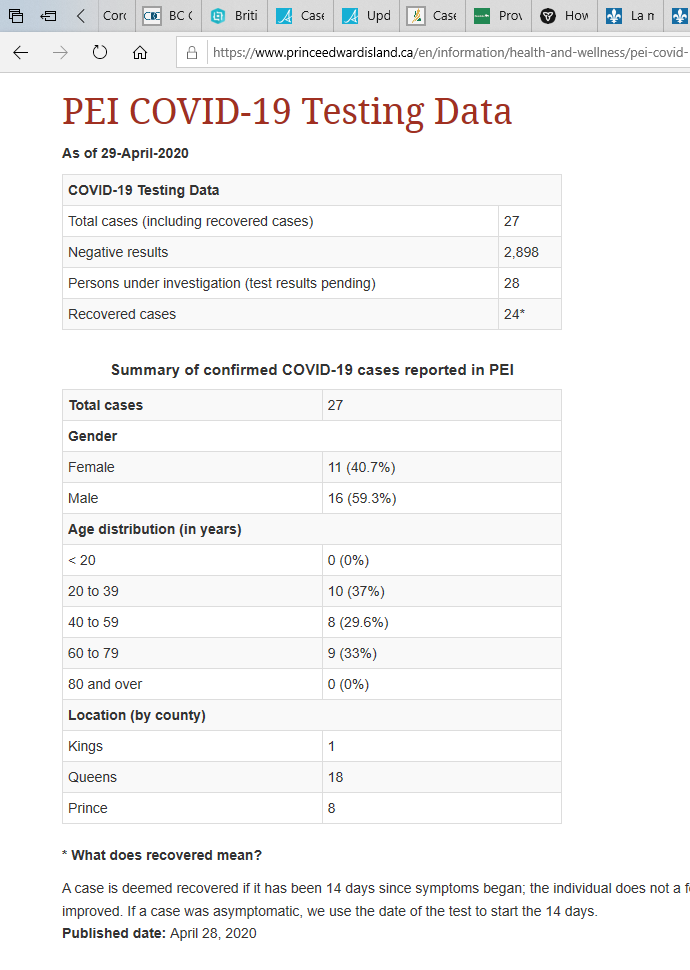 Corc BC ( Briti Case Upd Case Prov How La n
https://www.princeedwardisland.ca/en/information/health-and-wellness/pei-covid-
PEI COVID-19 Testing Data
As of 29-April-2020
COVID-19 Testing Data
Total cases (including recovered cases) 27
Negative results 2,898
Persons under investigation (test results pending) 28
Recovered cases 24*
Summary of confirmed COVID-19 cases reported in PEI
Total cases 27
Gender
Female 11 (40.7%)
Male 16 (59.3%)
Age distribution (in years)
< 20 0 (0%)
20 to 39 10 (37%)
40 to 59 8 (29.6%)
60 to 79 9 (33%)
80 and over 0 (0%)
Location (by county)
Kings 1
Queens 18
Prince 8
* What does recovered mean?
A case is deemed recovered if it has been 14 days since symptoms began; the individual does not a f
improved. If a case was asymptomatic, we use the date of the test to start the 14 days.
Published date: April 28, 2020